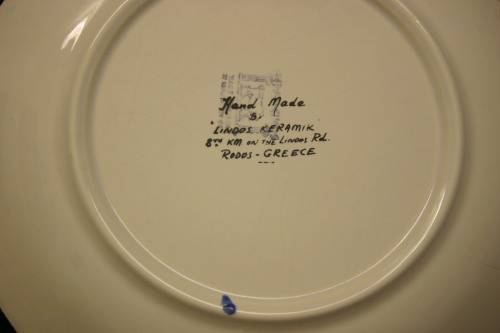 Hand Made
By
LINDOS KERAMIK
8TH KM ON THE LINDOS Rd.
RODOS - GREECE